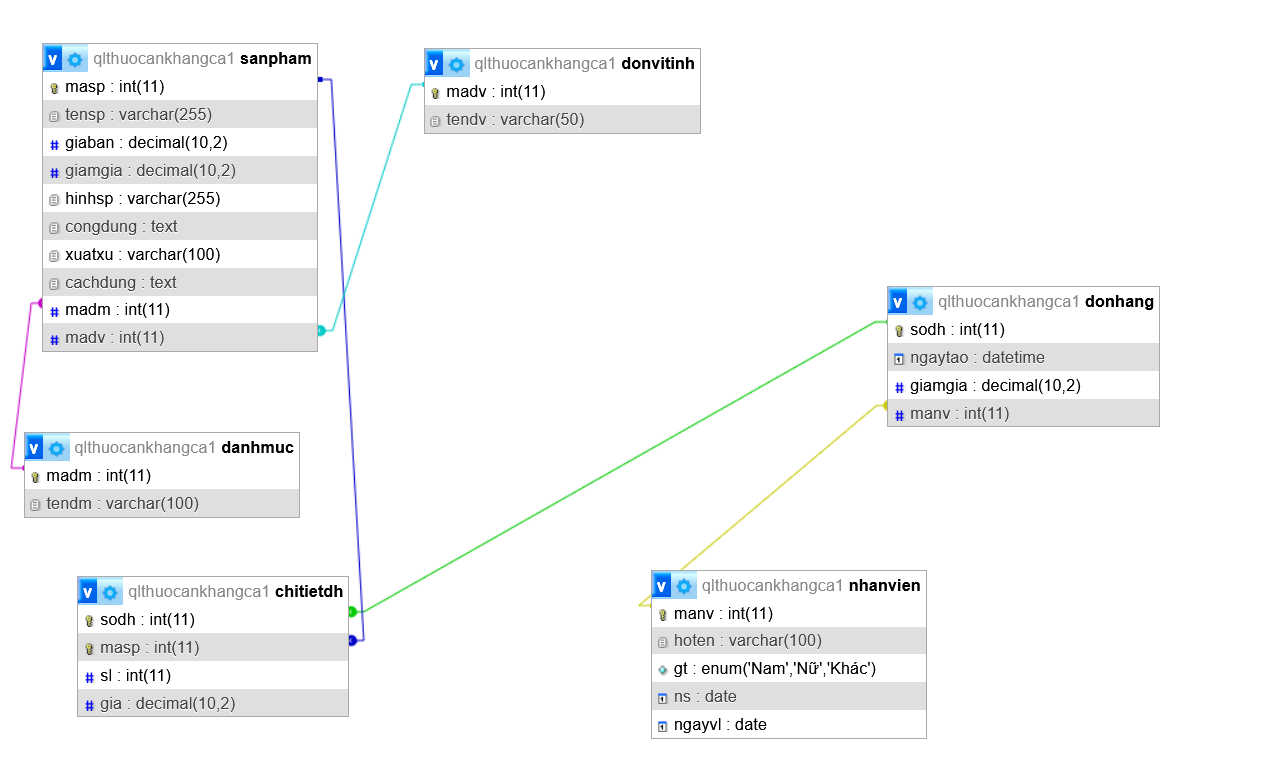 qlthuocankhangca1 sanpham
masp : int(11)
tensp : varchar(255)
giaban : decimal(10,2)
giamgia : decimal(10,2)
hinhsp : varchar(255)
congdung : text
xuatxu : varchar(100)
cachdung : text
madm : int(11)
madv : int(11)
qlthuocankhangca1 donvitinh
madv : int(11)
tendv : varchar(50)
qlthuocankhangca1 donhang
sodh : int(11)
ngaytao : datetime
giamgia : decimal(10,2)
manv : int(11)
qlthuocankhangca1 danhmuc
madm : int(11)
tendm : varchar(100)
qlthuocankhangca1 chitietdh
sodh : int(11)
masp : int(11)
sl : int(11)
gia : decimal(10,2)
qlthuocankhangca1 nhanvien
manv : int(11)
hoten : varchar(100)
gt : enum('Nam','Nữ','Khác')
ns : date
ngayvl : date